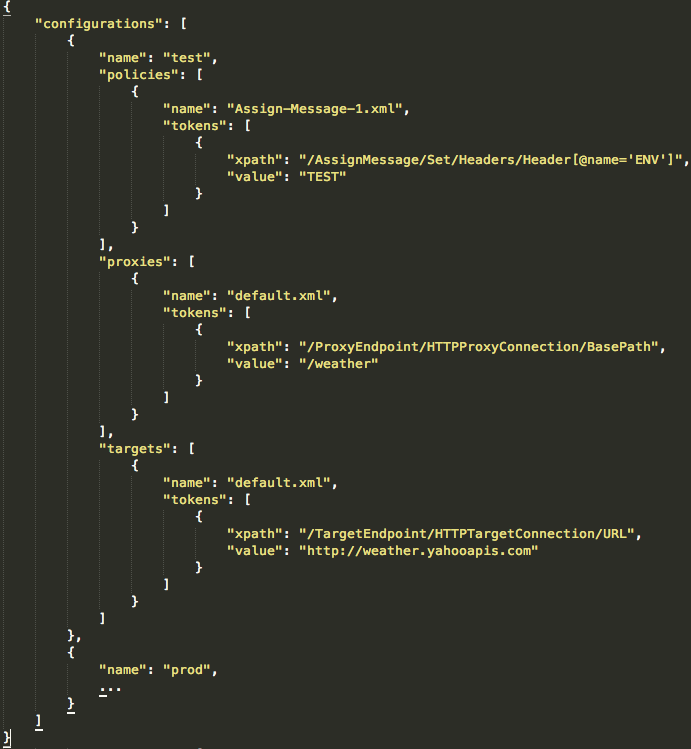 {
    "configurations": [
        {
            "name": "test",
            "policies": [
                {
                    "name": "Assign-Message-1.xml",
                    "tokens": [
                        {
                            "xpath": "/AssignMessage/Set/Headers/Header[@name='ENV']",
                            "value": "TEST"
                        }
                    ]
                }
            ],
            "proxies": [
                {
                    "name": "default.xml",
                    "tokens": [
                        {
                            "xpath": "/ProxyEndpoint/HTTPProxyConnection/BasePath",
                            "value": "/weather"
                        }
                    ]
                }
            ],
            "targets": [
                {
                    "name": "default.xml",
                    "tokens": [
                        {
                            "xpath": "/TargetEndpoint/HTTPTargetConnection/URL",
                            "value": "http://weather.yahooapis.com"
                        }
                    ]
                }
            ]
        },
        {
            "name": "prod",
            ...
        }
    ]
}